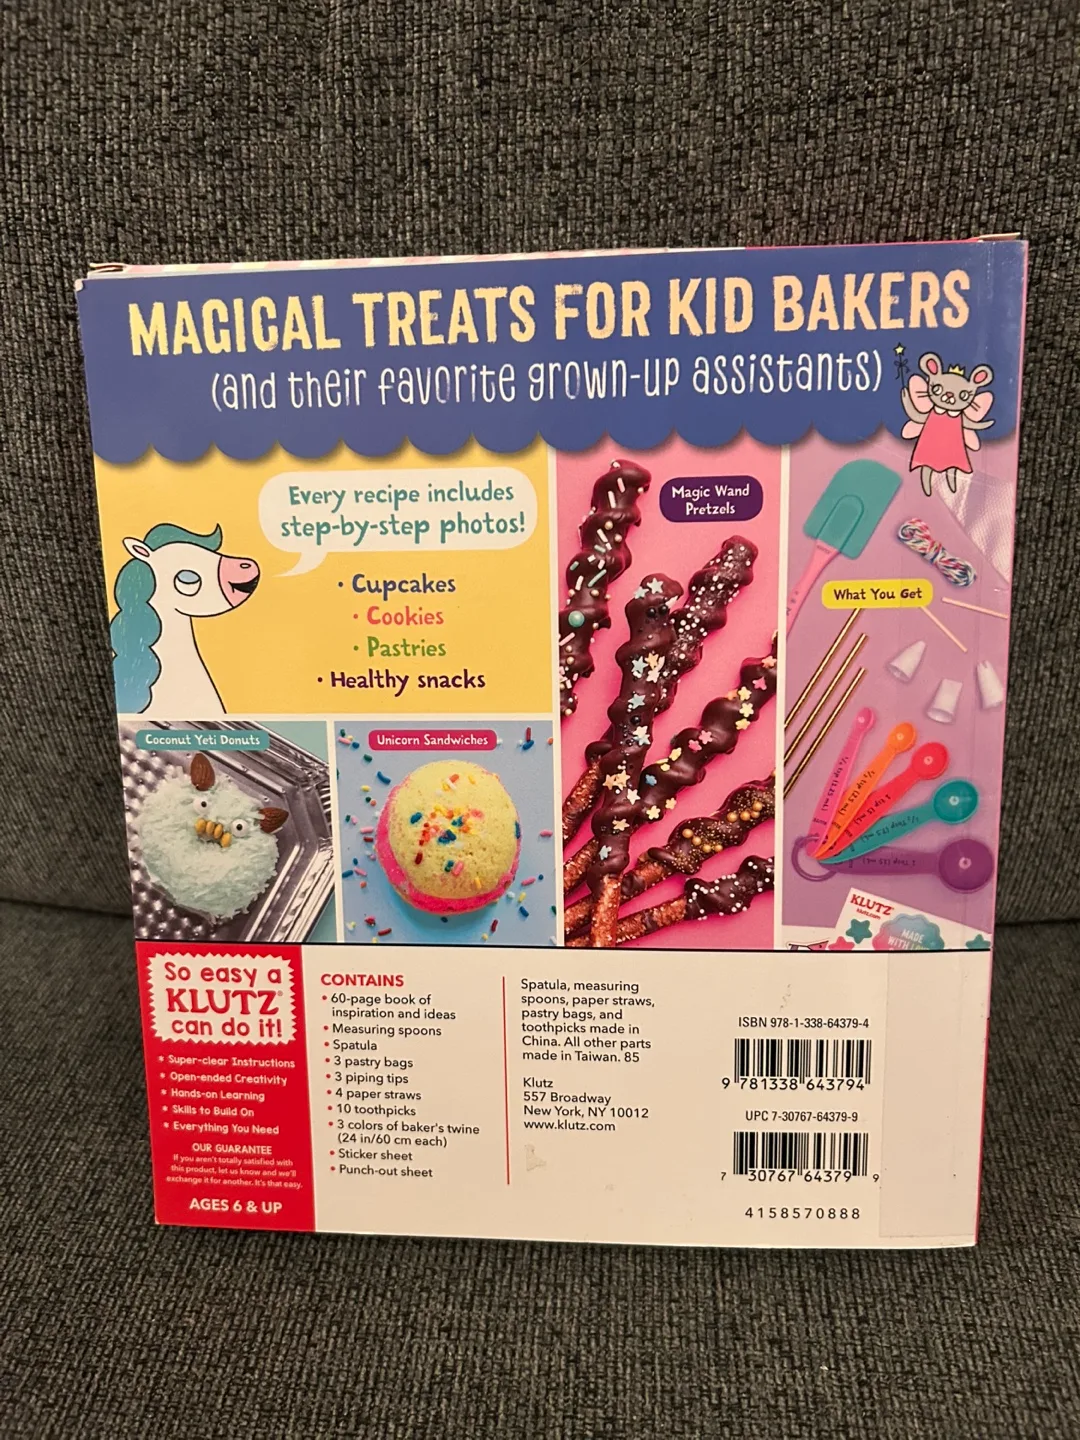 MAGICAL TREATS FOR KID BAKERS
(and their favorite grown-up assistants)
Every recipe includes
step-by-step photos!
• Cupcakes
• Cookies
• Pastries
• Healthy snacks
Coconut Yeti Donuts
Unicorn Sandwiches
Magic Wand
Pretzels
What You Get
KLUTZ
klutz.com
MADE
So easy a
KLUTZ®
can do it!
* Super-clear Instructions
* Open-ended Creativity
* Hands-on Learning
* Skills to Build On
* Everything You Need
OUR GUARANTEE
If you aren't totally satisfied with
this product, let us know and we'll
exchange it for another. It's that easy.
AGES 6 & UP
CONTAINS
• 60-page book of
inspiration and ideas
• Measuring spoons
• Spatula
• 3 pastry bags
• 3 piping tips
• 4 paper straws
• 10 toothpicks
• 3 colors of baker's twine
(24 in/60 cm each)
• Sticker sheet
• Punch-out sheet
Spatula, measuring
spoons, paper straws,
pastry bags, and
toothpicks made in
China. All other parts
made in Taiwan. 85
Klutz
557 Broadway
New York, NY 10012
www.klutz.com
ISBN 978-1-338-64379-4
9 781338 643794
UPC 7-30767-64379-9
7 30767 64379 9
4158570888